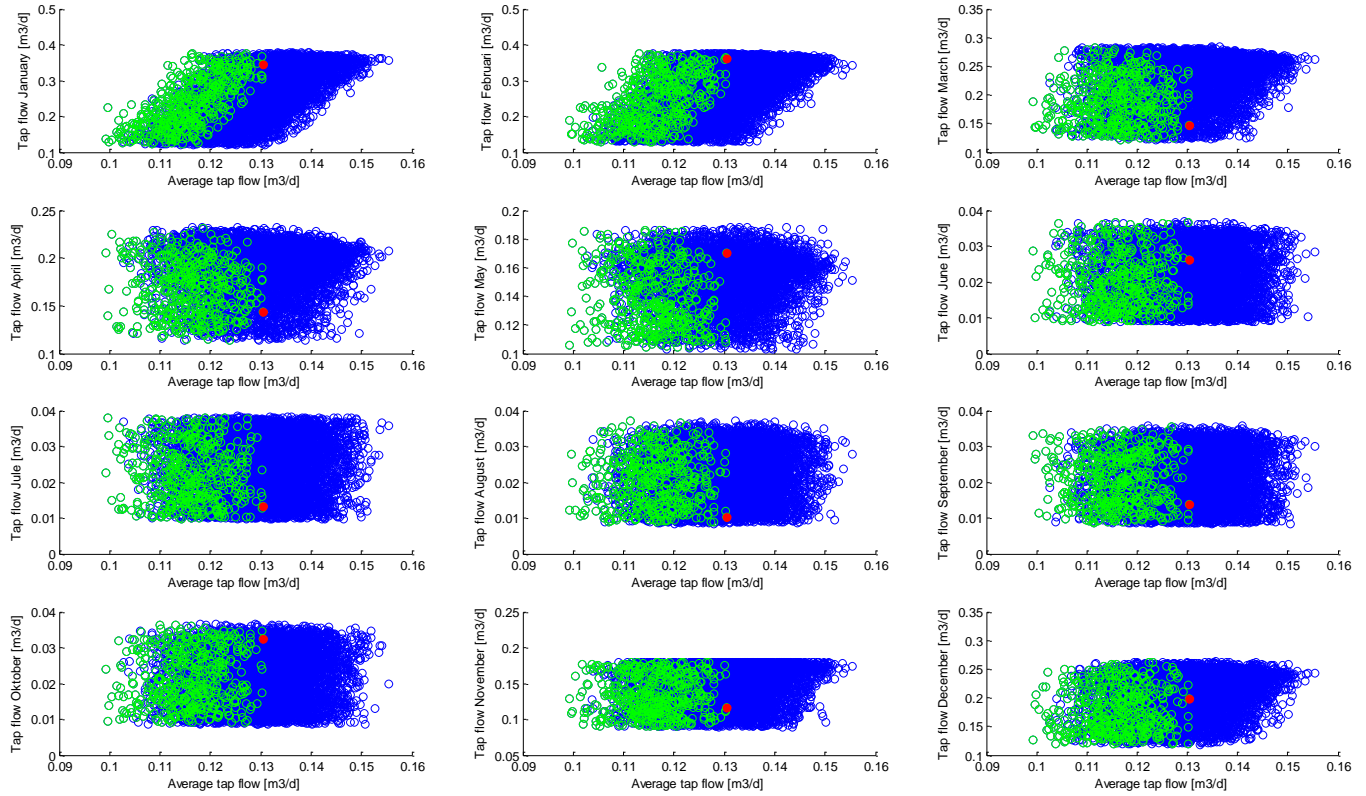 Tap flow January [m3/d]
0.5
0.4
0.3
0.2
0.1
0.09 0.1 0.11 0.12 0.13 0.14 0.15 0.16
Average tap flow [m3/d]
Tap flow Februari [m3/d]
0.5
0.4
0.3
0.2
0.1
0.09 0.1 0.11 0.12 0.13 0.14 0.15 0.16
Average tap flow [m3/d]
Tap flow March [m3/d]
0.35
0.3
0.25
0.2
0.15
0.1
0.09 0.1 0.11 0.12 0.13 0.14 0.15 0.16
Average tap flow [m3/d]
Tap flow April [m3/d]
0.25
0.2
0.15
0.1
0.09 0.1 0.11 0.12 0.13 0.14 0.15 0.16
Average tap flow [m3/d]
Tap flow May [m3/d]
0.2
0.18
0.16
0.14
0.12
0.1
0.09 0.1 0.11 0.12 0.13 0.14 0.15 0.16
Average tap flow [m3/d]
Tap flow June [m3/d]
0.04
0.03
0.02
0.01
0
0.09 0.1 0.11 0.12 0.13 0.14 0.15 0.16
Average tap flow [m3/d]
Tap flow Jule [m3/d]
0.04
0.03
0.02
0.01
0
0.09 0.1 0.11 0.12 0.13 0.14 0.15 0.16
Average tap flow [m3/d]
Tap flow August [m3/d]
0.04
0.03
0.02
0.01
0
0.09 0.1 0.11 0.12 0.13 0.14 0.15 0.16
Average tap flow [m3/d]
Tap flow September [m3/d]
0.04
0.03
0.02
0.01
0
0.09 0.1 0.11 0.12 0.13 0.14 0.15 0.16
Average tap flow [m3/d]
Tap flow Oktober [m3/d]
0.04
0.03
0.02
0.01
0
0.09 0.1 0.11 0.12 0.13 0.14 0.15 0.16
Average tap flow [m3/d]
Tap flow November [m3/d]
0.25
0.2
0.15
0.1
0.05
0.09 0.1 0.11 0.12 0.13 0.14 0.15 0.16
Average tap flow [m3/d]
Tap flow December [m3/d]
0.35
0.3
0.25
0.2
0.15
0.1
0.09 0.1 0.11 0.12 0.13 0.14 0.15 0.16
Average tap flow [m3/d]